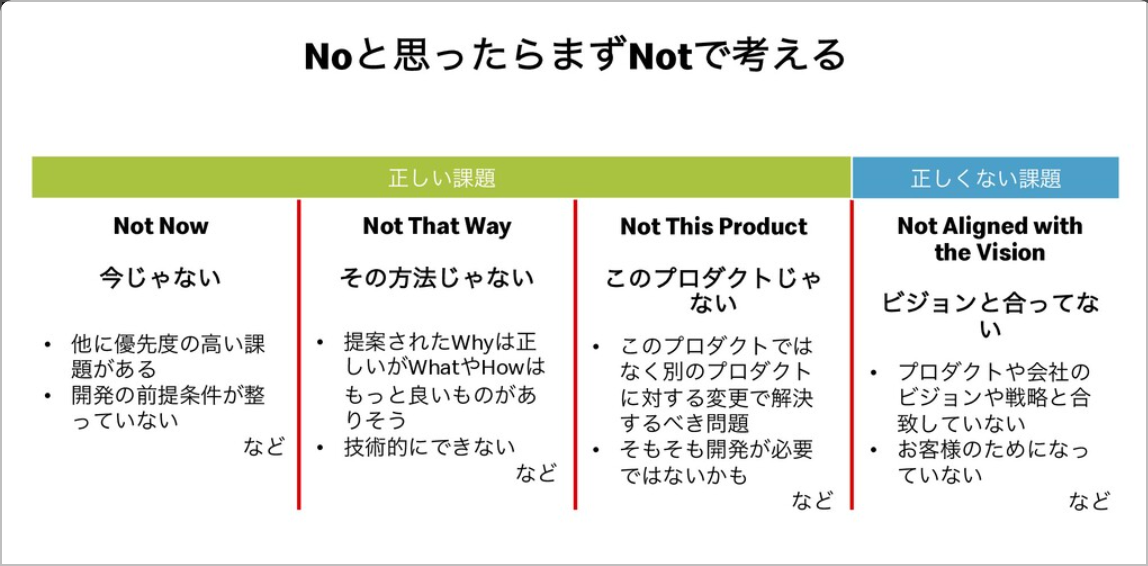 Noと思ったらまずNotで考える
正しい課題
正しくない課題
Not Now
今じゃない
• 他に優先度の高い課
題がある
• 開発の前提条件が整
っていない
など
Not That Way
その方法じゃない
• 提案されたWhyは正
しいがWhatやHowは
もっと良いものがあ
りそう
• 技術的にできない
など
Not This Product
このプロダクトじゃ
ない
• このプロダクトでは
なく別のプロダクト
に対する変更で解決
するべき問題
• そもそも開発が必要
ではないかも
など
Not Aligned with
the Vision
ビジョンと合ってな
い
• プロダクトや会社の
ビジョンや戦略と合
致していない
• お客様のためになっ
ていない
など